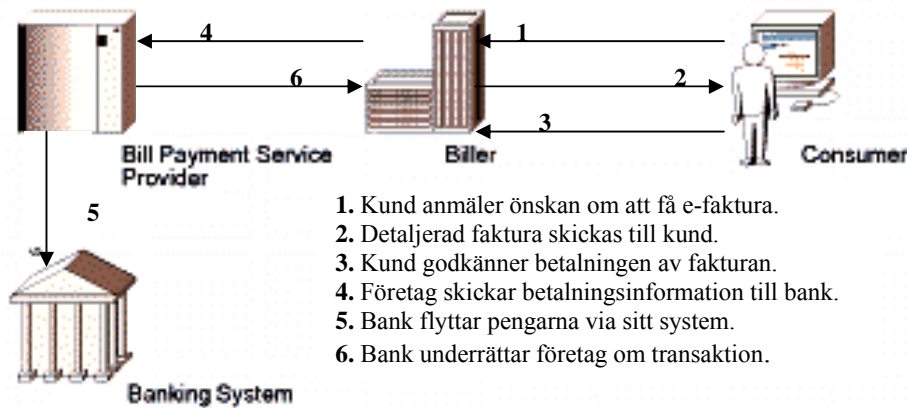 4
1
6
2
3
Bill Payment Service
Provider
Biller
Consumer
5
1. Kund anmäler önskan om att få e-faktura.
2. Detaljerad faktura skickas till kund.
3. Kund godkänner betalningen av fakturan.
4. Företag skickar betalningsinformation till bank.
5. Bank flyttar pengarna via sitt system.
6. Bank underrättar företag om transaktion.
Banking System